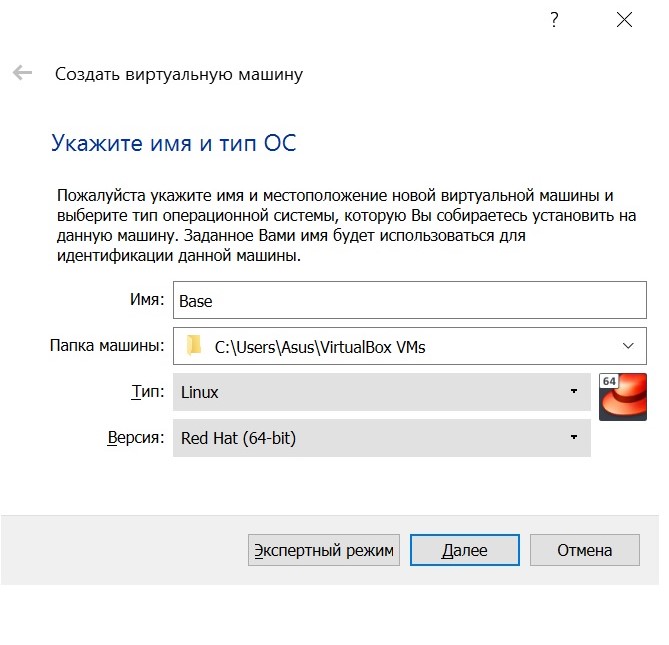 ?
Создать виртуальную машину
Укажите имя и тип ОС
Пожалуйста укажите имя и местоположение новой виртуальной машины и
выберите тип операционной системы, которую Вы собираетесь установить на
данную машину. Заданное Вами имя будет использоваться для
идентификации данной машины.
Имя: Base
Папка машины: C:\Users\Asus\VirtualBox VMs
Тип: Linux
64
Версия: Red Hat (64-bit)
Экспертный режим Далее Отмена